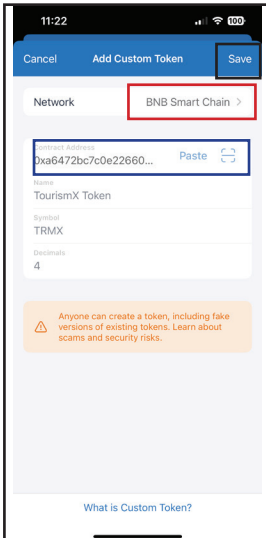 11:22
100
Cancel Add Custom Token Save
Network BNB Smart Chain >
Contract Address
0xa6472bc7c0e22660... Paste
Name
TourismX Token
Symbol
TRMX
Decimals
4
Anyone can create a token, including fake
versions of existing tokens. Learn about
scams and security risks.
What is Custom Token?